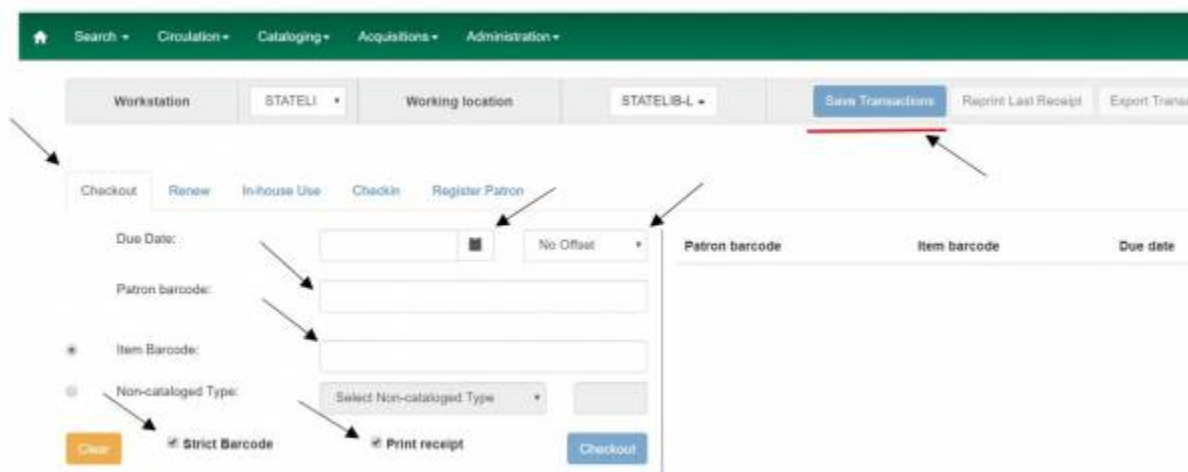 Search Circulation Cataloging Acquisitions Administration
Workstation STATELI Working location STATELIB-L Save Transactions Reprint Last Receipt Export Transa
Checkout Renew In-house Use Checkin Register Patron
Due Date: No Offset Patron barcode Item barcode Due date
Patron barcode:
Item Barcode:
Non-cataloged Type: Select Non-cataloged Type
Clear Strict Barcode Print receipt Checkout